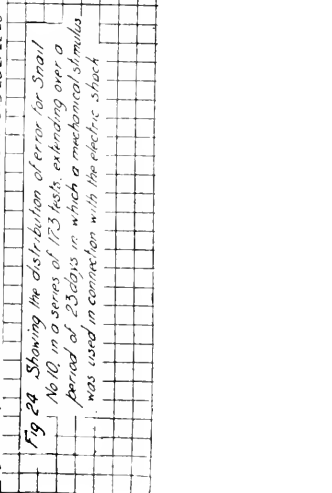 Fig 24 Showing the distribution of error for Snail
No 10. in a series of 173 tests. extending over a
period of 23 days in which a mechanical stimulus
was used in connection with the electric shock